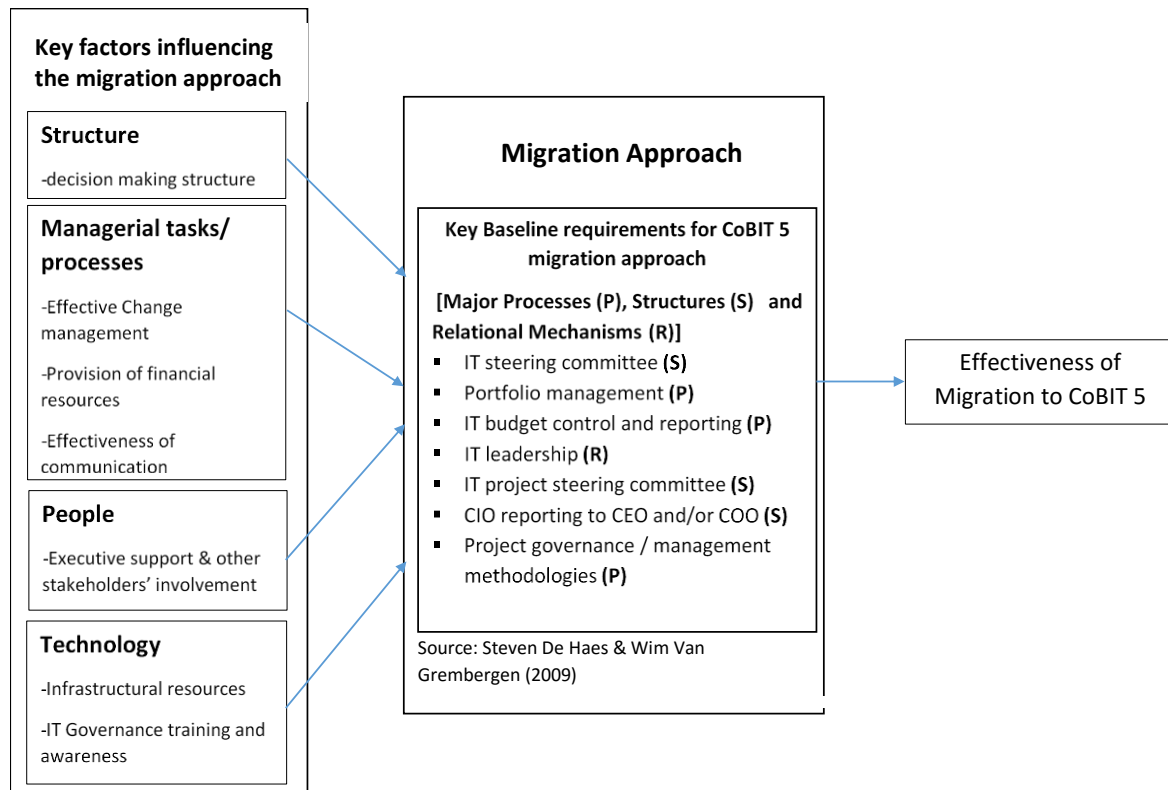 Key factors influencing
the migration approach
Structure
-decision making structure
Managerial tasks/
processes
-Effective Change
management
-Provision of financial
resources
-Effectiveness of
communication
People
-Executive support & other
stakeholders’ involvement
Technology
-Infrastructural resources
-IT Governance training and
awareness
Migration Approach
Key Baseline requirements for CoBIT 5
migration approach
[Major Processes (P), Structures (S) and
Relational Mechanisms (R)]
▪ IT steering committee (S)
▪ Portfolio management (P)
▪ IT budget control and reporting (P)
▪ IT leadership (R)
▪ IT project steering committee (S)
▪ CIO reporting to CEO and/or COO (S)
▪ Project governance / management
methodologies (P)
Source: Steven De Haes & Wim Van
Grembergen (2009)
Effectiveness of
Migration to CoBIT 5